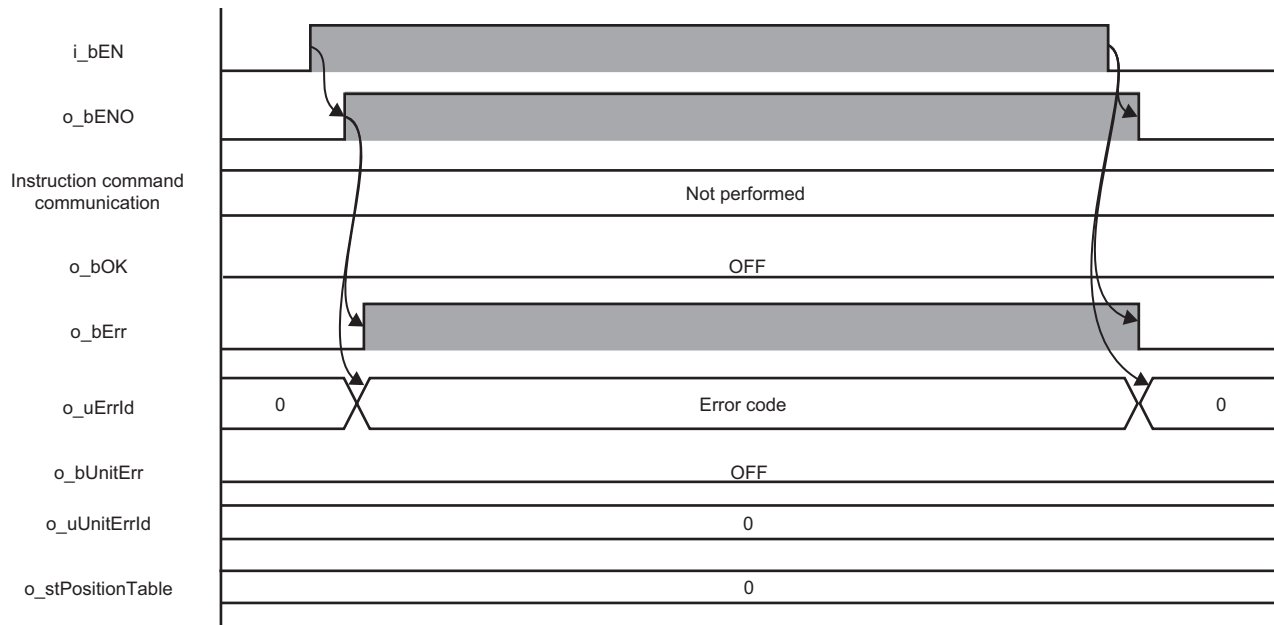 i_bEN
o_bENO
Instruction command
communication
Not performed
o_bOK
OFF
o_bErr
o_uErrId
0
Error code
0
o_bUnitErr
OFF
o_uUnitErrId
0
o_stPositionTable
0